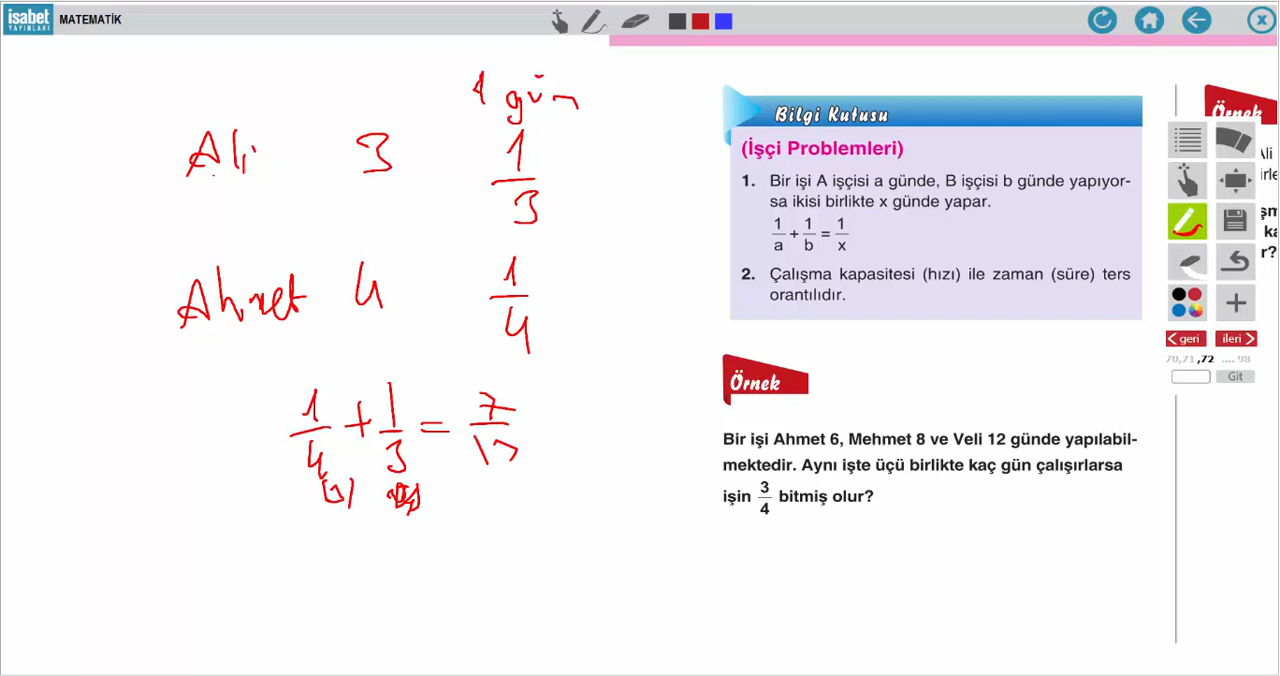 isabet
YAYINLARI
MATEMATİK
1 gün
Ali 3 1/3
Ahmet 4 1/4
1/4 + 1/3 = 7/12
(3) (4)
Bilgi Kutusu
(İşçi Problemleri)
1. Bir işi A işçisi a günde, B işçisi b günde yapıyor-
sa ikisi birlikte x günde yapar.
1/a + 1/b = 1/x
2. Çalışma kapasitesi (hızı) ile zaman (süre) ters
orantılıdır.
Örnek
Bir işi Ahmet 6, Mehmet 8 ve Veli 12 günde yapılabil-
mektedir. Aynı işte üçü birlikte kaç gün çalışırlarsa
işin 3/4 bitmiş olur?
Örnek
geri ileri
70,71,72 .... 98
Git